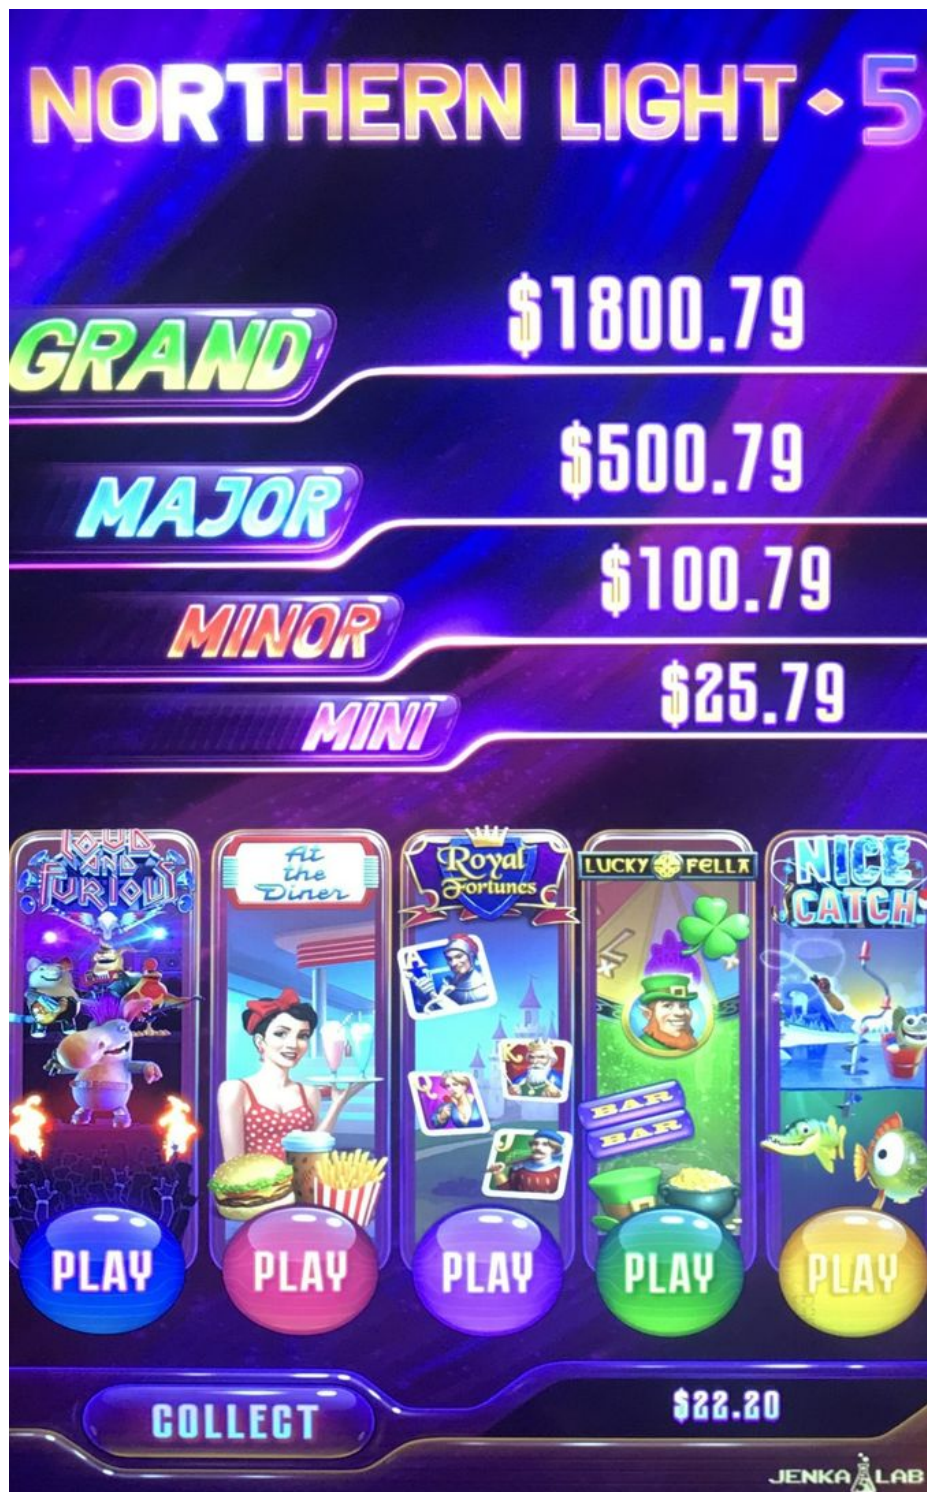 NORTHERN LIGHT ◆ 5
GRAND
$1800.79
MAJOR
$500.79
MINOR
$100.79
MINI
$25.79
LOUD
AND
FURIOUS
At
the
Diner
Royal
Fortunes
LUCKY FELLA
NICE
CATCH
A
K
Q
J
BAR
BAR
PLAY
PLAY
PLAY
PLAY
PLAY
COLLECT
$22.20
JENKA LAB